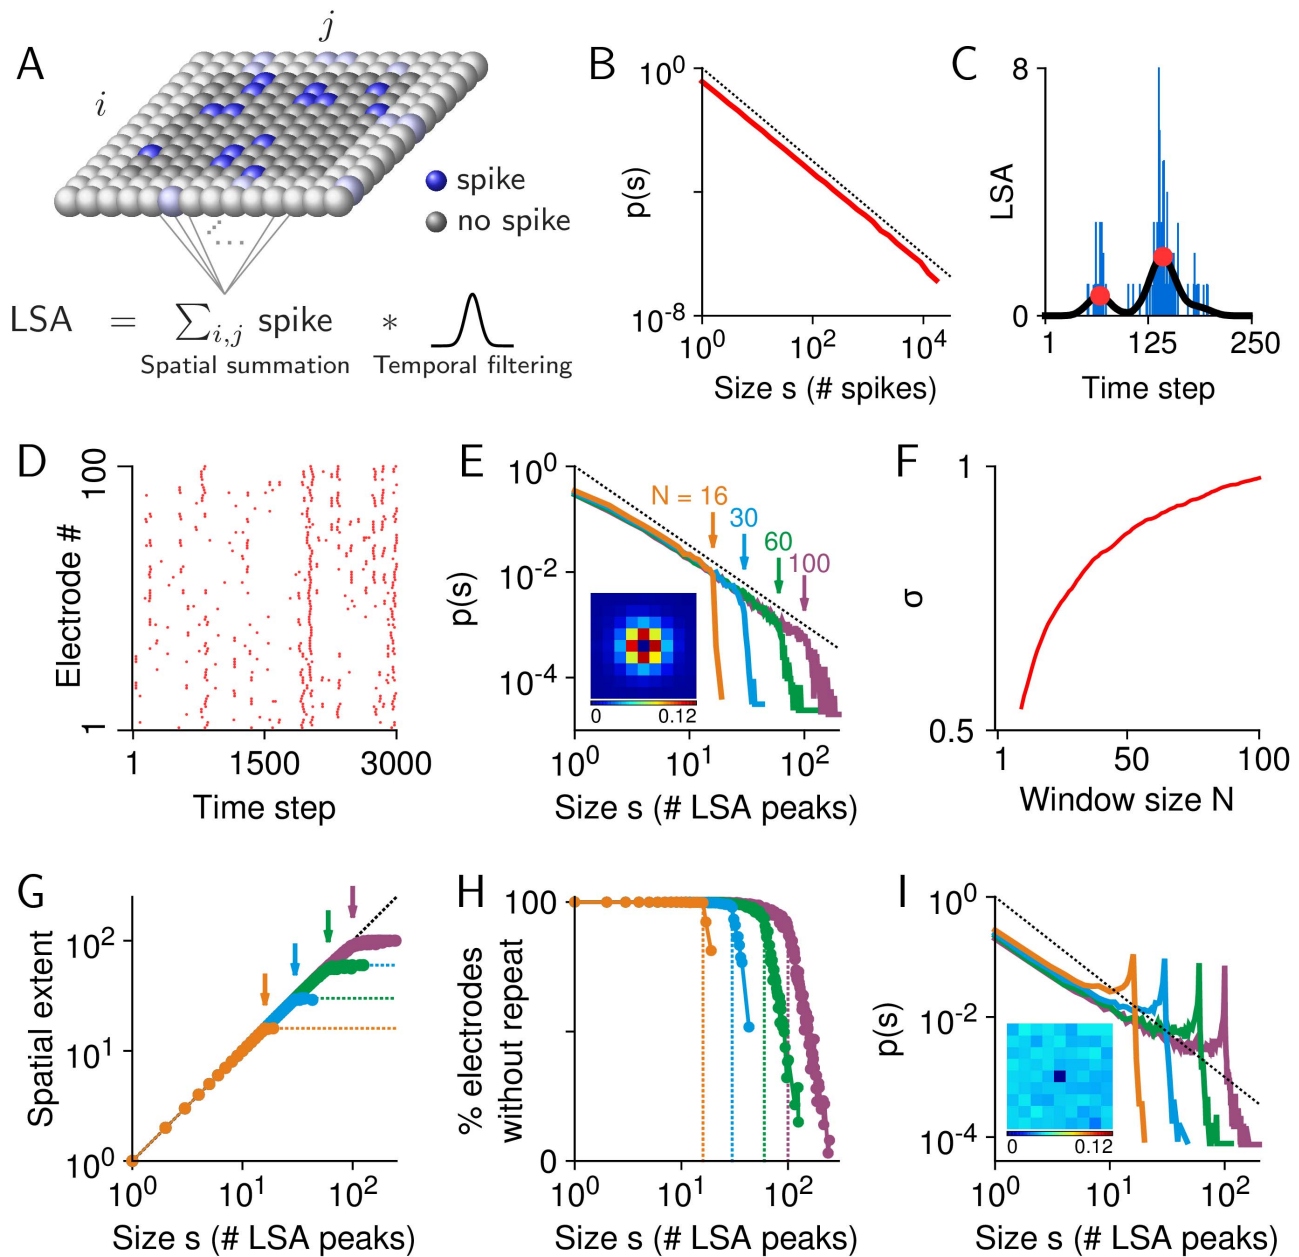 A
j
i
spike
no spike
LSA = ∑i,j spike *
Spatial summation
Temporal filtering
B
10^0
p(s)
10^-8
10^0
10^2
10^4
Size s (# spikes)
C
8
LSA
0
1
125
250
Time step
D
100
Electrode #
1
1
1500
3000
Time step
E
10^0
N = 16
30
60
100
10^-2
p(s)
10^-4
0
0.12
10^0
10^1
10^2
Size s (# LSA peaks)
F
1
σ
0.5
1
50
100
Window size N
G
10^2
Spatial extent
10^1
10^0
10^0
10^1
10^2
Size s (# LSA peaks)
H
100
% electrodes
without repeat
0
10^0
10^1
10^2
Size s (# LSA peaks)
I
10^0
p(s)
10^-2
10^-4
0
0.12
10^0
10^1
10^2
Size s (# LSA peaks)